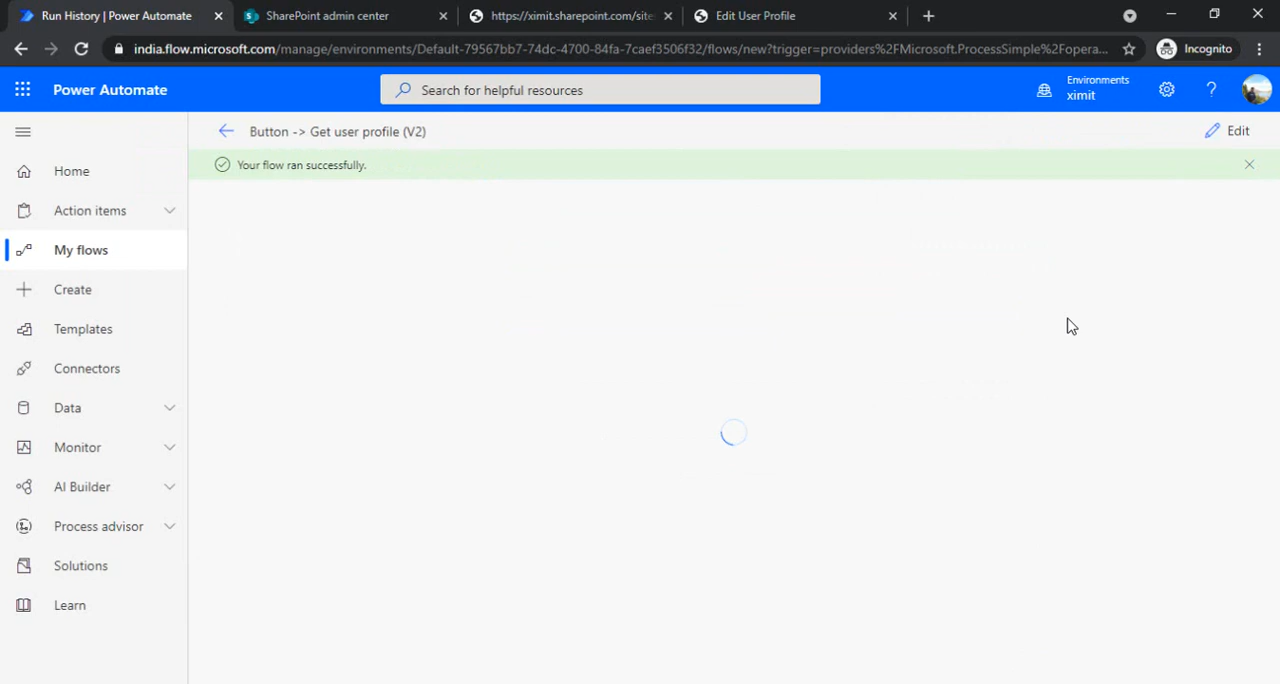 Run History | Power Automate
SharePoint admin center
https://ximit.sharepoint.com/site
Edit User Profile
india.flow.microsoft.com/manage/environments/Default-79567bb7-74dc-4700-84fa-7caef3506f32/flows/new?trigger=providers%2FMicrosoft.ProcessSimple%2Fopera...
Incognito
Power Automate
Search for helpful resources
Environments
ximit
Button -> Get user profile (V2)
Edit
Your flow ran successfully.
Home
Action items
My flows
Create
Templates
Connectors
Data
Monitor
AI Builder
Process advisor
Solutions
Learn